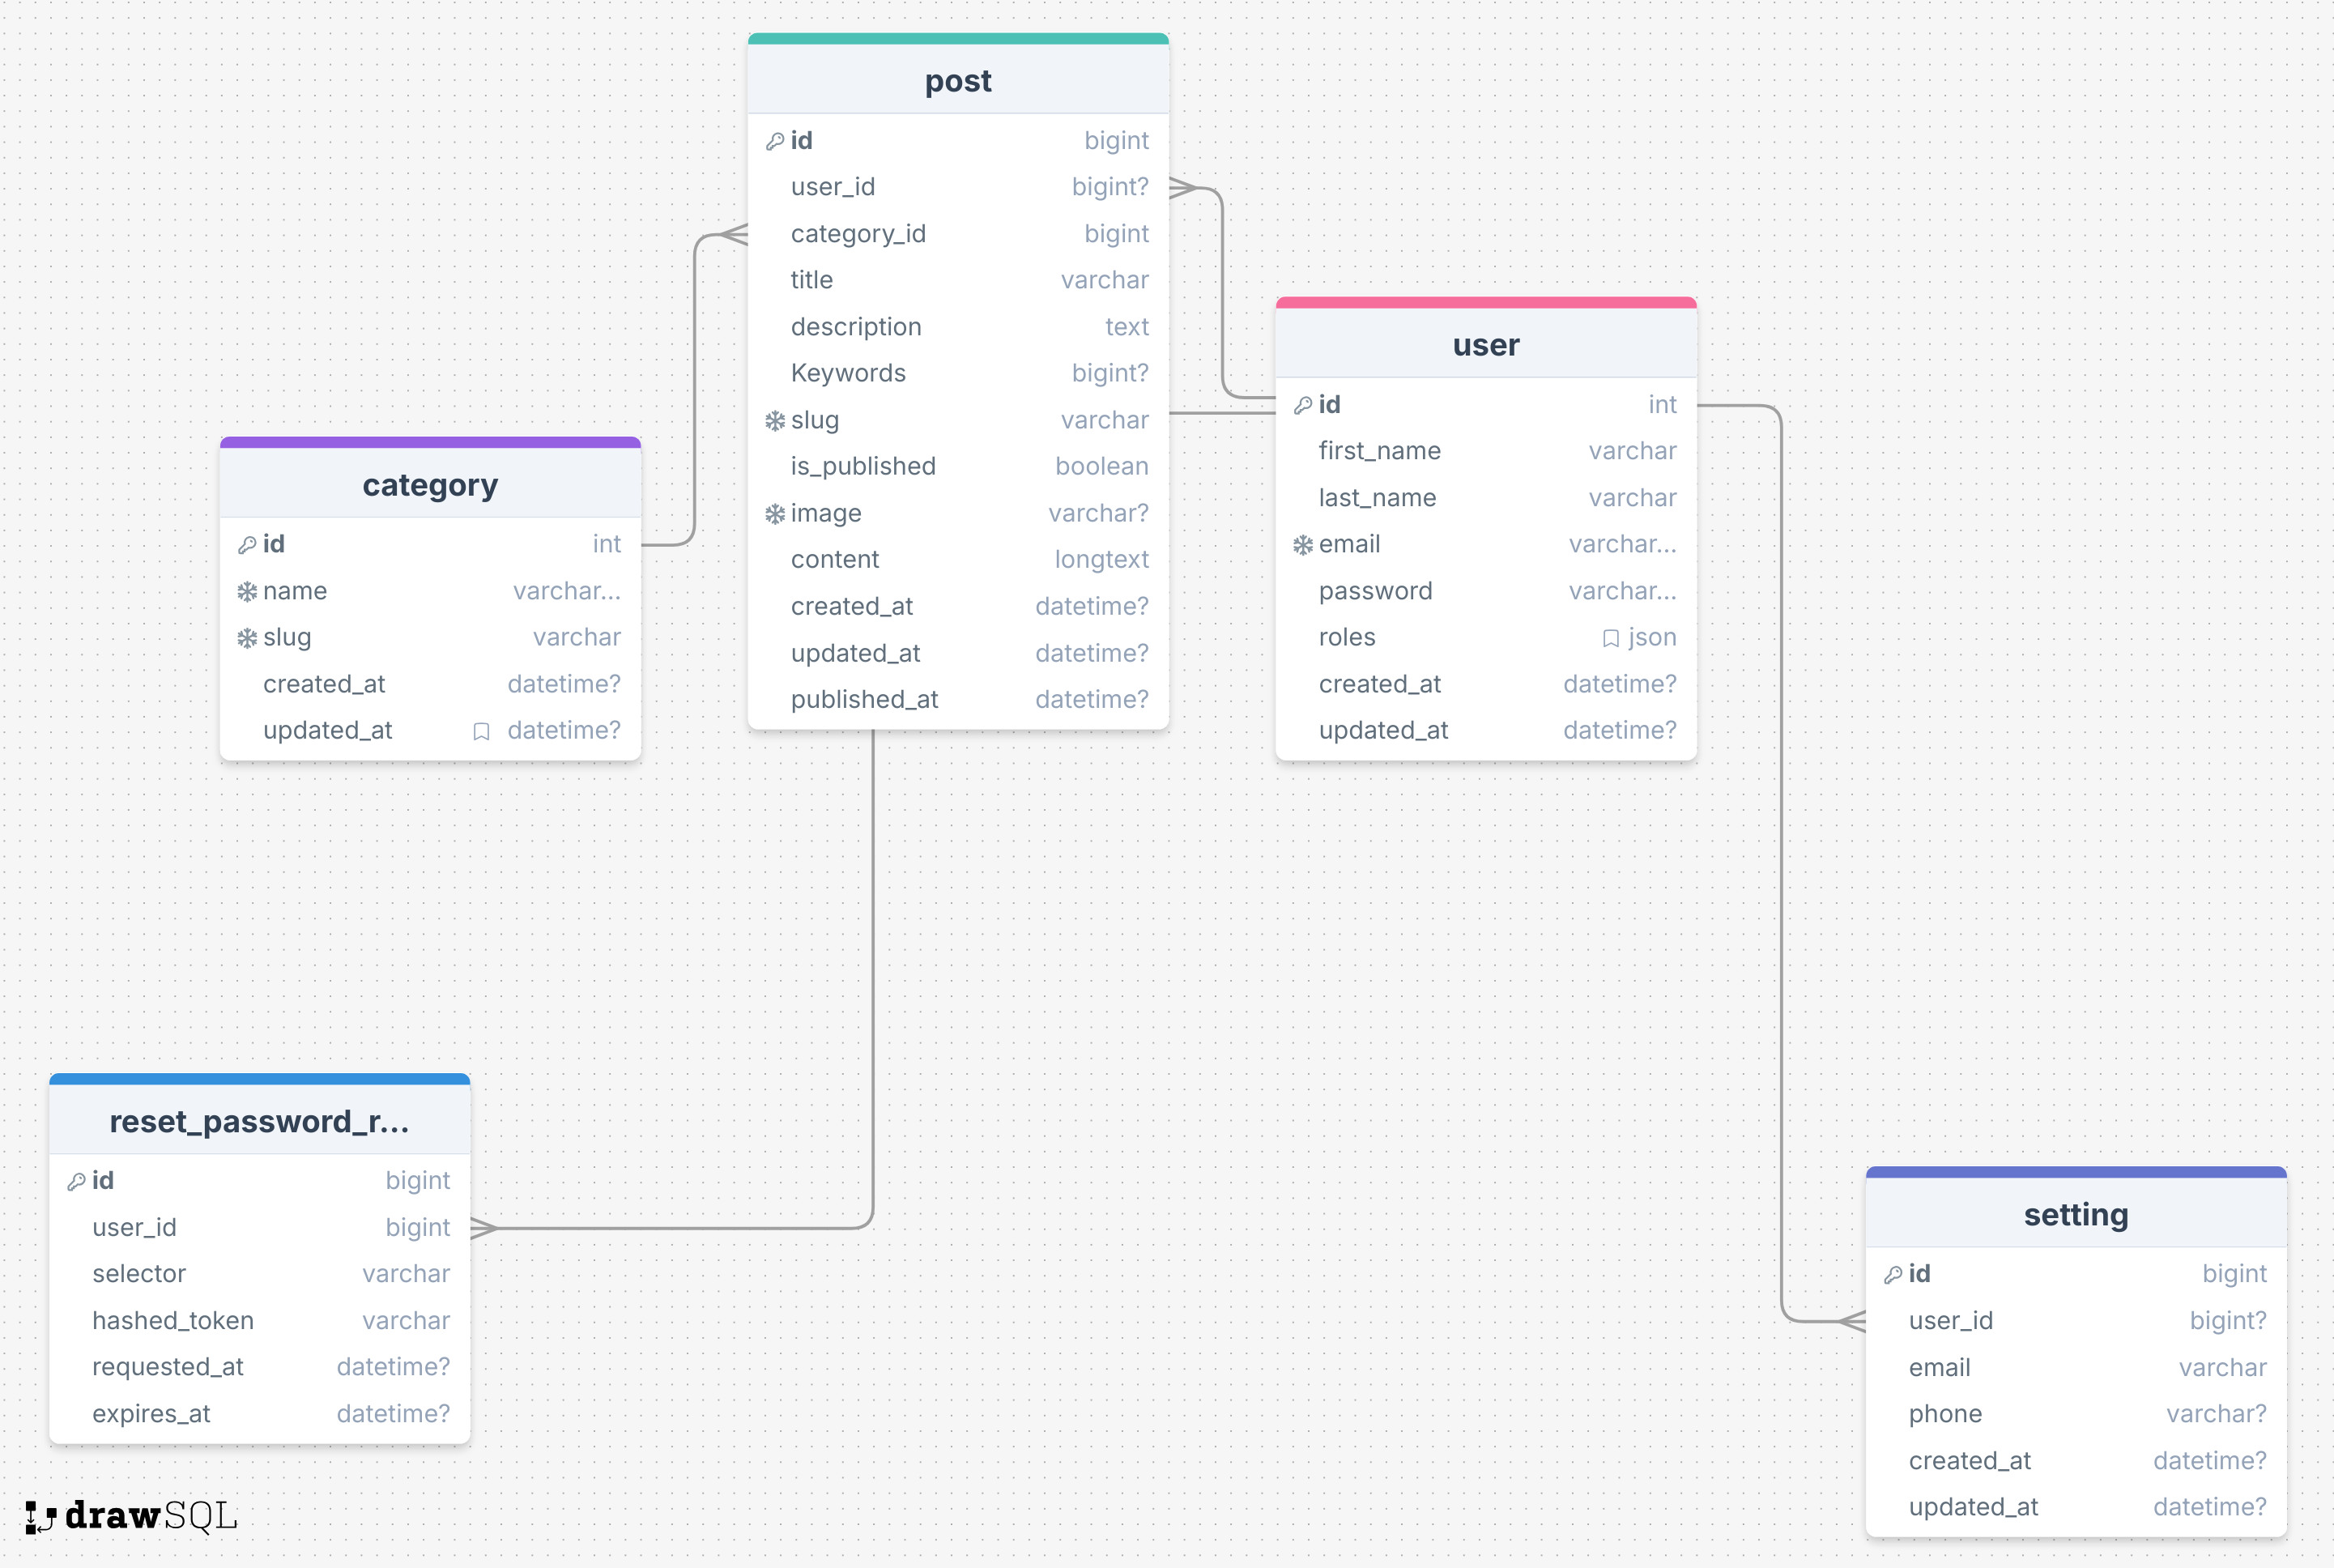 post
id bigint
user_id bigint?
category_id bigint
title varchar
description text
Keywords bigint?
slug varchar
is_published boolean
image varchar?
content longtext
created_at datetime?
updated_at datetime?
published_at datetime?
user
id int
first_name varchar
last_name varchar
email varchar...
password varchar...
roles json
created_at datetime?
updated_at datetime?
category
id int
name varchar...
slug varchar
created_at datetime?
updated_at datetime?
reset_password_r...
id bigint
user_id bigint
selector varchar
hashed_token varchar
requested_at datetime?
expires_at datetime?
setting
id bigint
user_id bigint?
email varchar
phone varchar?
created_at datetime?
updated_at datetime?
drawSQL